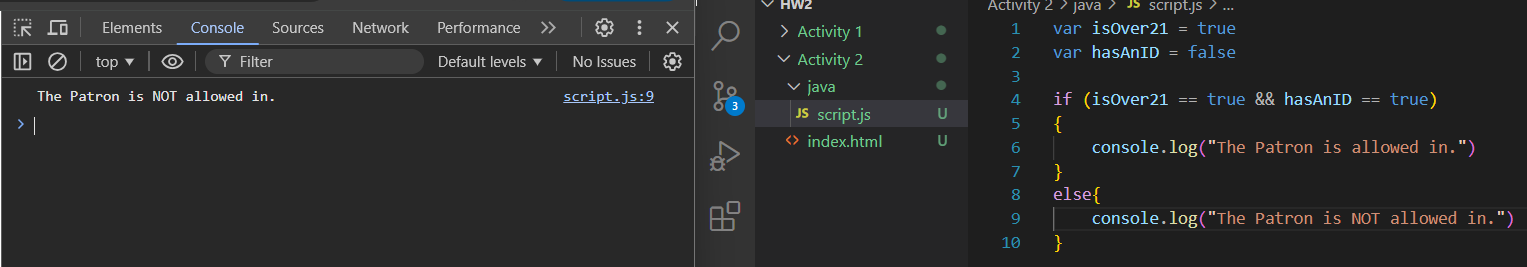 Elements Console Sources Network Performance
top Filter Default levels No Issues
The Patron is NOT allowed in. script.js:9
>
HW2
Activity 1
Activity 2
java
JS script.js U
<> index.html U
3
Activity 2 > java > JS script.js > ...
1 var isOver21 = true
2 var hasAnID = false
3
4 if (isOver21 == true && hasAnID == true)
5 {
6 console.log("The Patron is allowed in.")
7 }
8 else{
9 console.log("The Patron is NOT allowed in.")
10 }